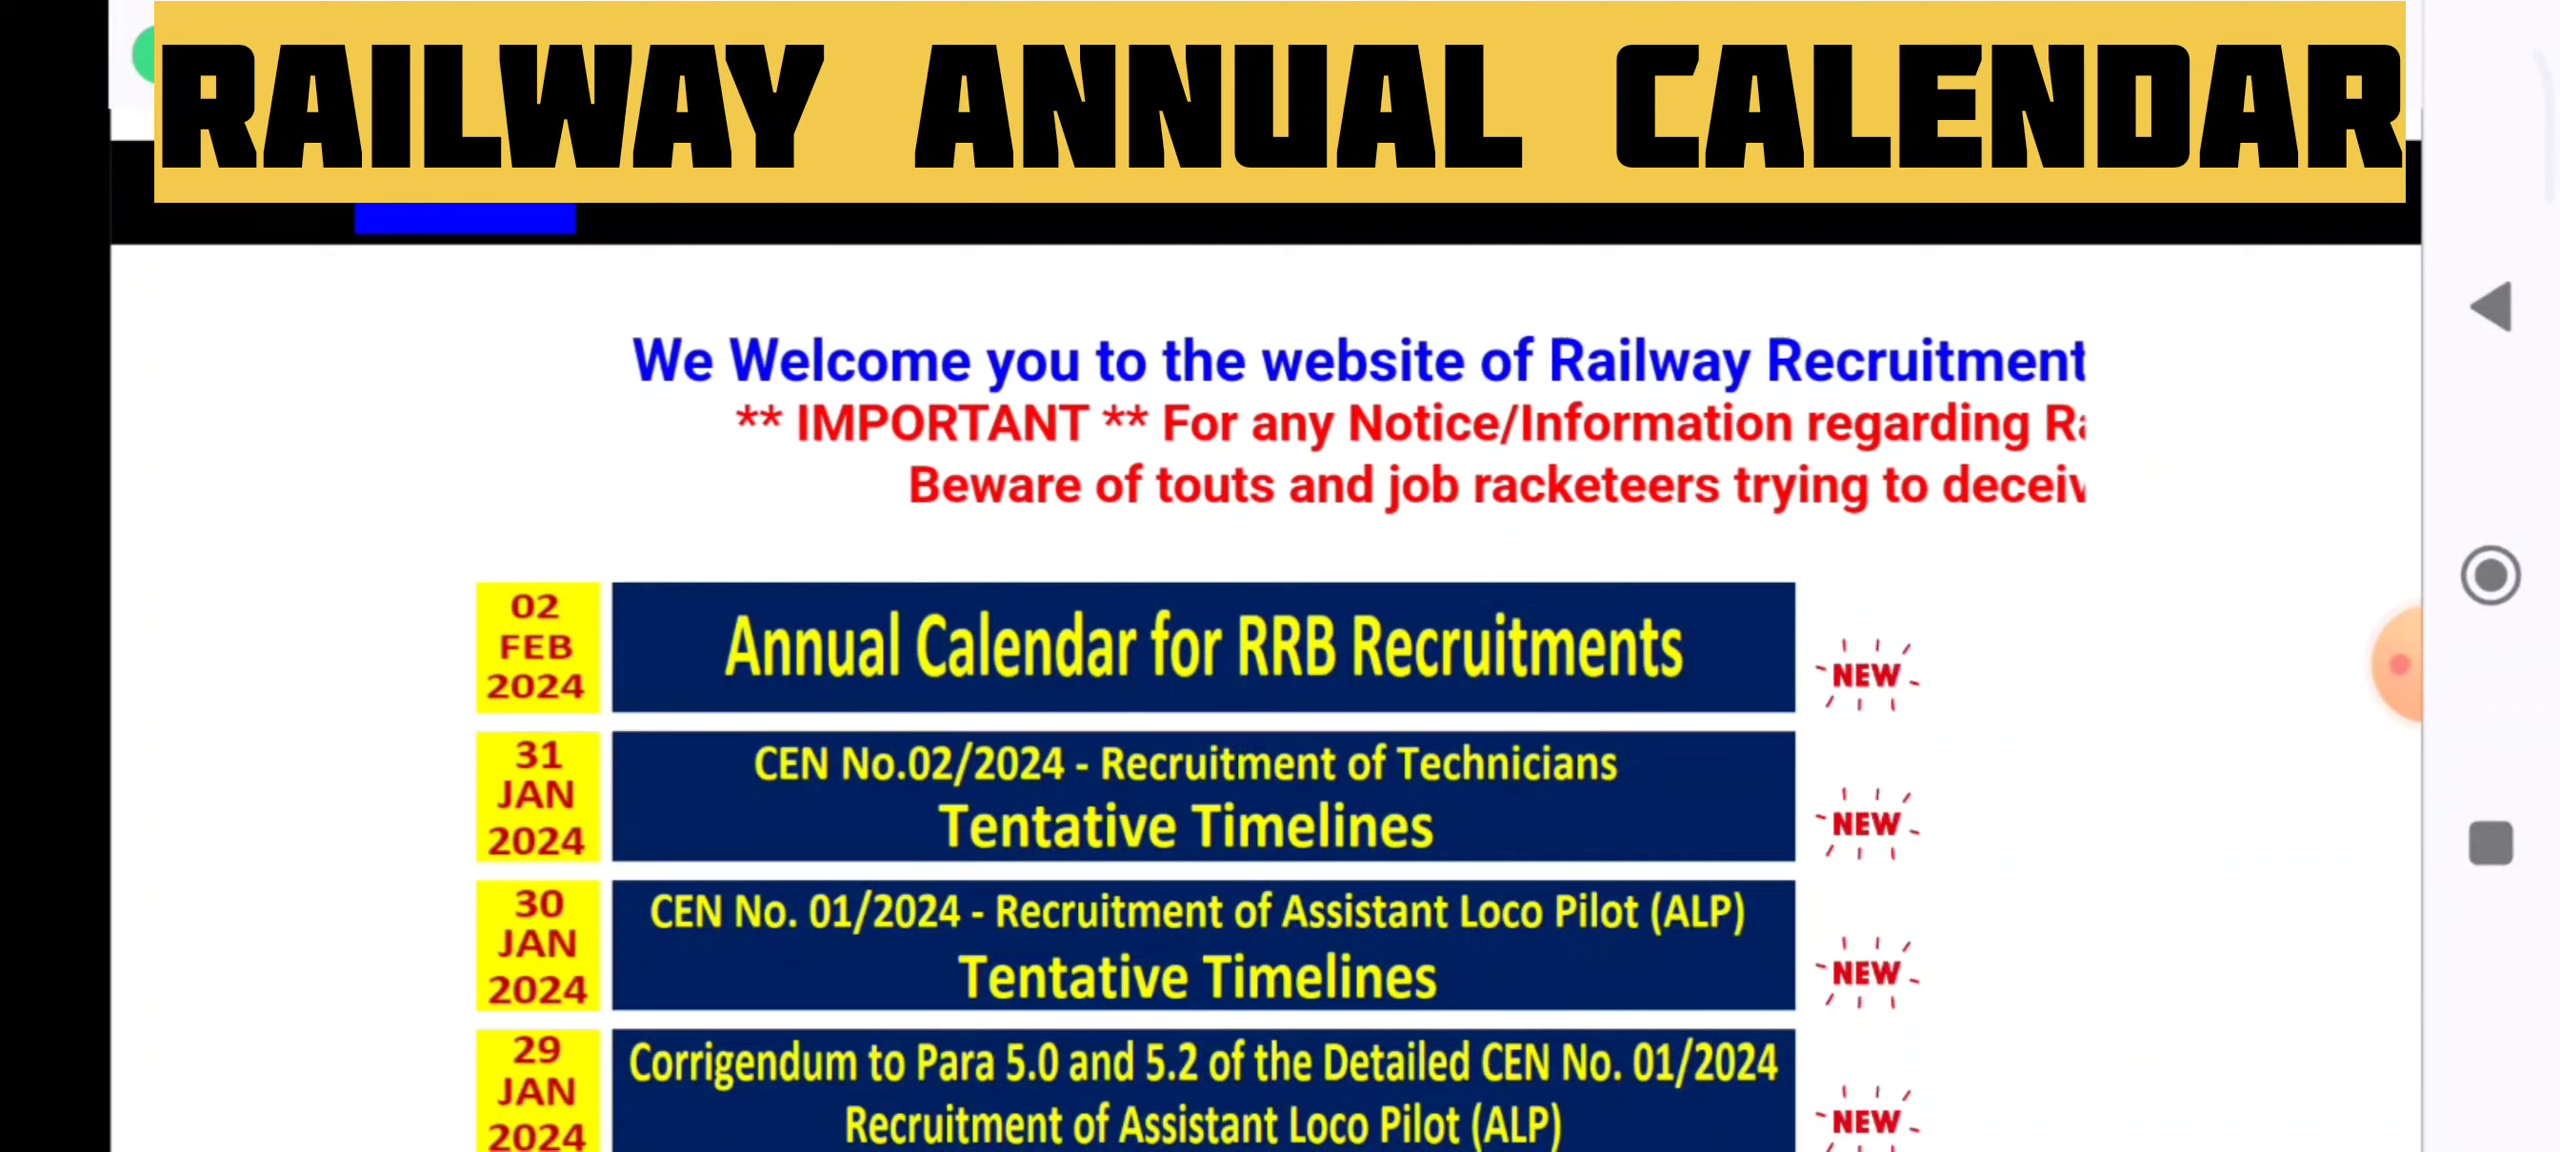 RAILWAY ANNUAL CALENDAR
We Welcome you to the website of Railway Recruitment
** IMPORTANT ** For any Notice/Information regarding
Beware of touts and job racketeers trying to
02
FEB
2024
Annual Calendar for RRB Recruitments
NEW
31
JAN
2024
CEN No.02/2024 - Recruitment of Technicians
Tentative Timelines
NEW
30
JAN
2024
CEN No. 01/2024 - Recruitment of Assistant Loco Pilot (ALP)
Tentative Timelines
NEW
29
JAN
2024
Corrigendum to Para 5.0 and 5.2 of the Detailed CEN No. 01/2024
Recruitment of Assistant Loco Pilot (ALP)
NEW